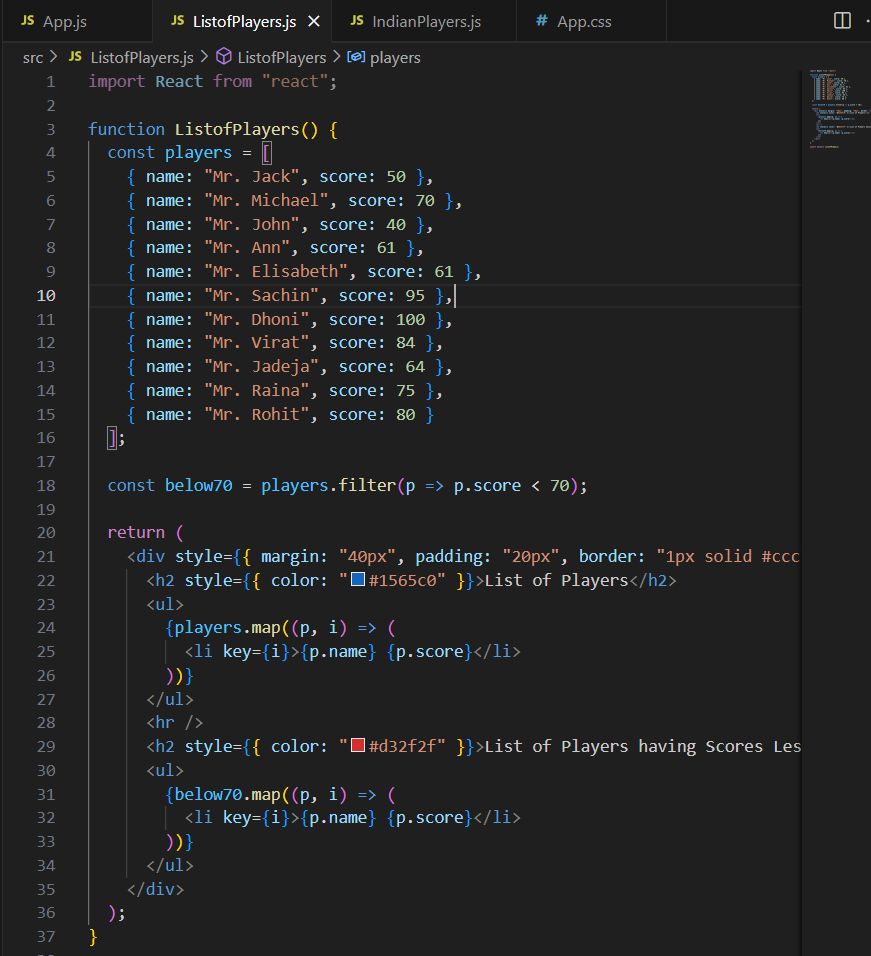 JS App.js JS ListofPlayers.js × JS IndianPlayers.js # App.css
src > JS ListofPlayers.js > ListofPlayers > players
1 import React from "react";
2
3 function ListofPlayers() {
4 const players = [
5 { name: "Mr. Jack", score: 50 },
6 { name: "Mr. Michael", score: 70 },
7 { name: "Mr. John", score: 40 },
8 { name: "Mr. Ann", score: 61 },
9 { name: "Mr. Elisabeth", score: 61 },
10 { name: "Mr. Sachin", score: 95 },
11 { name: "Mr. Dhoni", score: 100 },
12 { name: "Mr. Virat", score: 84 },
13 { name: "Mr. Jadeja", score: 64 },
14 { name: "Mr. Raina", score: 75 },
15 { name: "Mr. Rohit", score: 80 }
16 ];
17
18 const below70 = players.filter(p => p.score < 70);
19
20 return (
21 <div style={{ margin: "40px", padding: "20px", border: "1px solid #ccc
22 <h2 style={{ color: "#1565c0" }}>List of Players</h2>
23 <ul>
24 {players.map((p, i) => (
25 <li key={i}>{p.name} {p.score}</li>
26 ))}
27 </ul>
28 <hr />
29 <h2 style={{ color: "#d32f2f" }}>List of Players having Scores Les
30 <ul>
31 {below70.map((p, i) => (
32 <li key={i}>{p.name} {p.score}</li>
33 ))}
34 </ul>
35 </div>
36 );
37 }